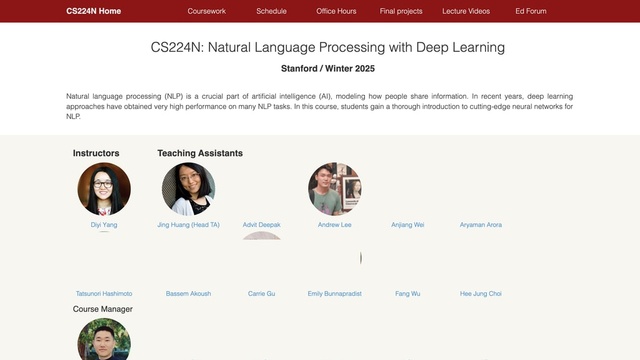 CS224N Home Coursework Schedule Office Hours Final projects Lecture Videos Ed Forum
CS224N: Natural Language Processing with Deep Learning
Stanford / Winter 2025
Natural language processing (NLP) is a crucial part of artificial intelligence (AI), modeling how people share information. In recent years, deep learning
approaches have obtained very high performance on many NLP tasks. In this course, students gain a thorough introduction to cutting-edge neural networks for
NLP.
Instructors Teaching Assistants
Diyi Yang Jing Huang (Head TA) Advit Deepak Andrew Lee Anjiang Wei Aryaman Arora
Tatsunori Hashimoto Bassem Akoush Carrie Gu Emily Bunnapradist Fang Wu Hee Jung Choi
Course Manager